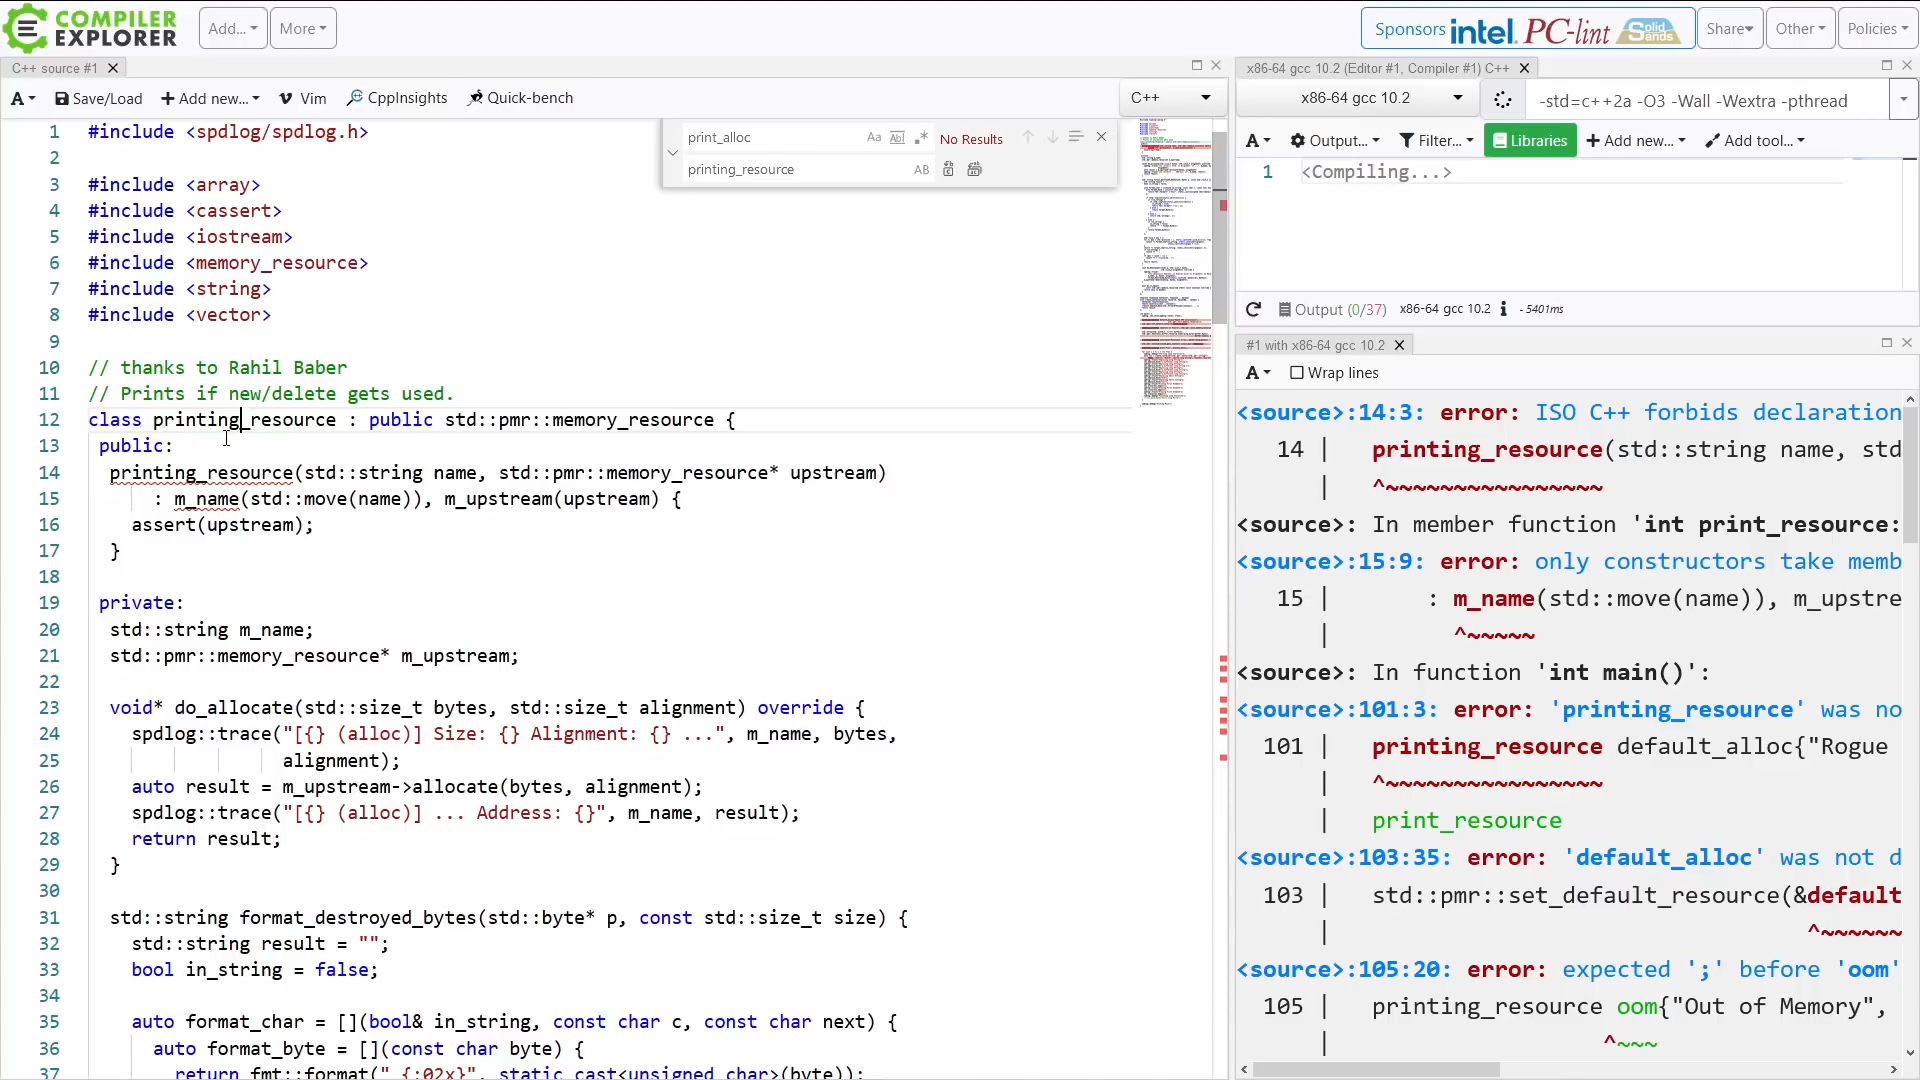 COMPILER
EXPLORER
Add...
More
Sponsors intel. PC-lint Solid Sands
Share
Other
Policies
C++ source #1
A
Save/Load
Add new...
Vim
CppInsights
Quick-bench
C++
print_alloc
Aa
No Results
printing_resource
AB
1 #include <spdlog/spdlog.h>
2
3 #include <array>
4 #include <cassert>
5 #include <iostream>
6 #include <memory_resource>
7 #include <string>
8 #include <vector>
9
10 // thanks to Rahil Baber
11 // Prints if new/delete gets used.
12 class printing_resource : public std::pmr::memory_resource {
13 public:
14 printing_resource(std::string name, std::pmr::memory_resource* upstream)
15 : m_name(std::move(name)), m_upstream(upstream) {
16 assert(upstream);
17 }
18
19 private:
20 std::string m_name;
21 std::pmr::memory_resource* m_upstream;
22
23 void* do_allocate(std::size_t bytes, std::size_t alignment) override {
24 spdlog::trace("[{} (alloc)] Size: {} Alignment: {} ...", m_name, bytes,
25 alignment);
26 auto result = m_upstream->allocate(bytes, alignment);
27 spdlog::trace("[{} (alloc)] ... Address: {}", m_name, result);
28 return result;
29 }
30
31 std::string format_destroyed_bytes(std::byte* p, const std::size_t size) {
32 std::string result = "";
33 bool in_string = false;
34
35 auto format_char = [](bool& in_string, const char c, const char next) {
36 auto format_byte = [](const char byte) {
37 return fmt::format(" {:02x}", static_cast<unsigned char>(byte));
x86-64 gcc 10.2 (Editor #1, Compiler #1) C++
x86-64 gcc 10.2
-std=c++2a -O3 -Wall -Wextra -pthread
A
Output...
Filter...
Libraries
Add new...
Add tool...
1 <Compiling...>
Output (0/37) x86-64 gcc 10.2 i - 5401ms
#1 with x86-64 gcc 10.2
A
Wrap lines
<source>:14:3: error: ISO C++ forbids declaration
14 | printing_resource(std::string name, std
| ^~~~~~~~~~~~~~~~~
<source>: In member function 'int print_resource:
<source>:15:9: error: only constructors take memb
15 | : m_name(std::move(name)), m_upstre
| ^~~~~~
<source>: In function 'int main()':
<source>:101:3: error: 'printing_resource' was no
101 | printing_resource default_alloc{"Rogue
| ^~~~~~~~~~~~~~~~~
| print_resource
<source>:103:35: error: 'default_alloc' was not d
103 | std::pmr::set_default_resource(&default
| ^~~~~~~
<source>:105:20: error: expected ';' before 'oom'
105 | printing_resource oom{"Out of Memory",
| ^~~~